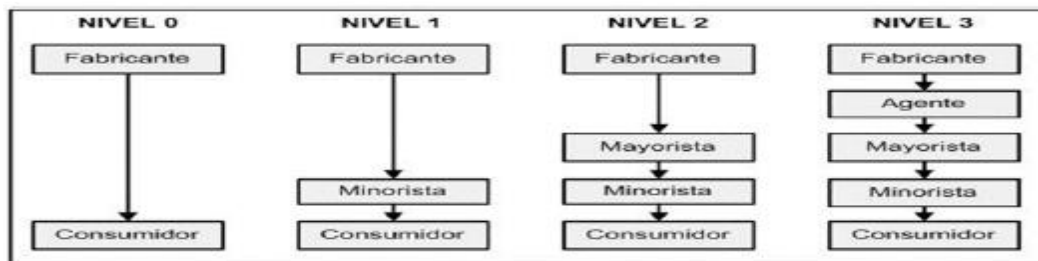 NIVEL 0 NIVEL 1 NIVEL 2 NIVEL 3
Fabricante Fabricante Fabricante Fabricante
Agente
Mayorista Mayorista
Minorista Minorista Minorista
Consumidor Consumidor Consumidor Consumidor